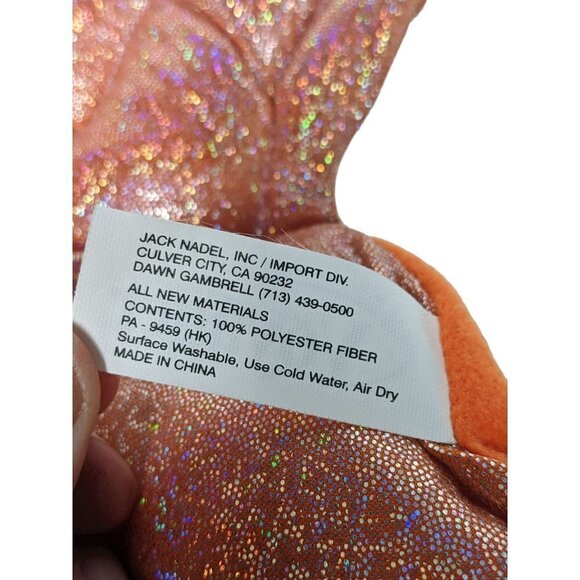 JACK NADEL, INC / IMPORT DIV.
CULVER CITY, CA 90232
DAWN GAMBRELL (713) 439-0500
ALL NEW MATERIALS
CONTENTS: 100% POLYESTER FIBER
PA - 9459 (HK)
Surface Washable, Use Cold Water, Air Dry
MADE IN CHINA